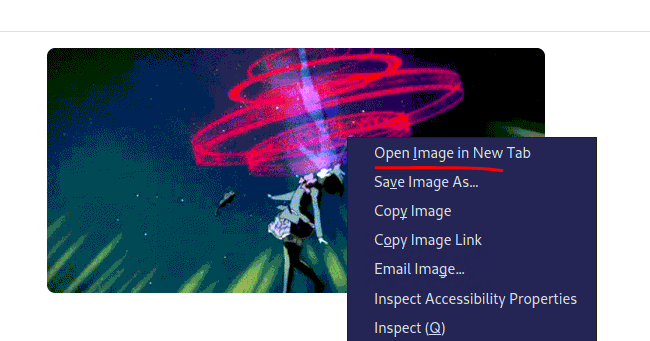 Open Image in New Tab
Save Image As...
Copy Image
Copy Image Link
Email Image...
Inspect Accessibility Properties
Inspect (Q)